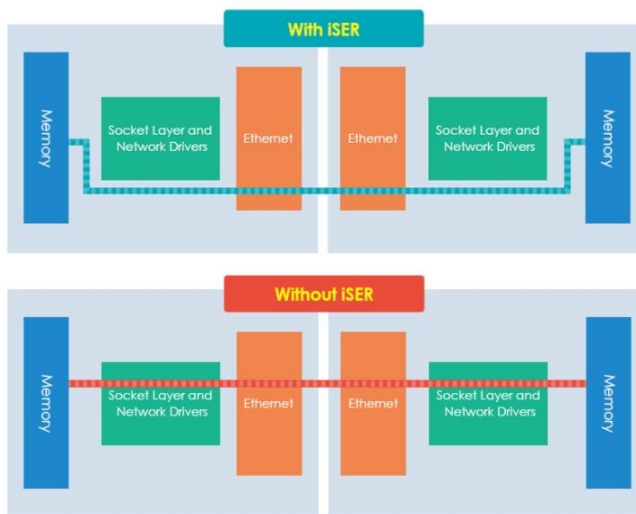 With iSER
Memory
Socket Layer and
Network Drivers
Ethernet
Ethernet
Socket Layer and
Network Drivers
Memory
Without iSER
Memory
Socket Layer and
Network Drivers
Ethernet
Ethernet
Socket Layer and
Network Drivers
Memory